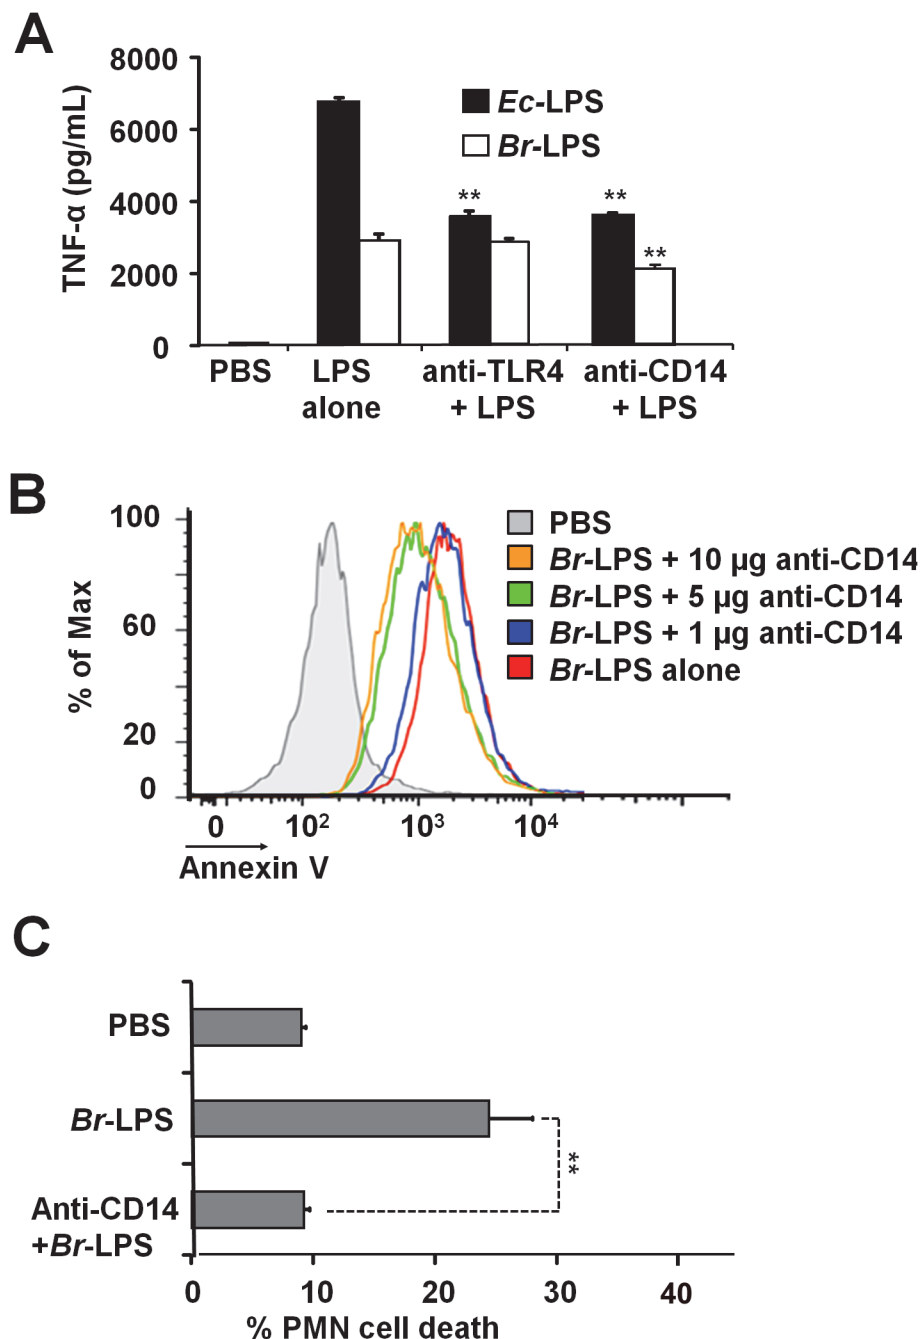 A
8000
6000
4000
2000
0
TNF-α (pg/mL)
Ec-LPS
Br-LPS
**
**
**
PBS
LPS alone
anti-TLR4 + LPS
anti-CD14 + LPS
B
100
60
20
0
% of Max
PBS
Br-LPS + 10 µg anti-CD14
Br-LPS + 5 µg anti-CD14
Br-LPS + 1 µg anti-CD14
Br-LPS alone
0 10² 10³ 10⁴
Annexin V
C
PBS
Br-LPS
Anti-CD14
+Br-LPS
**
0 10 20 30 40
% PMN cell death